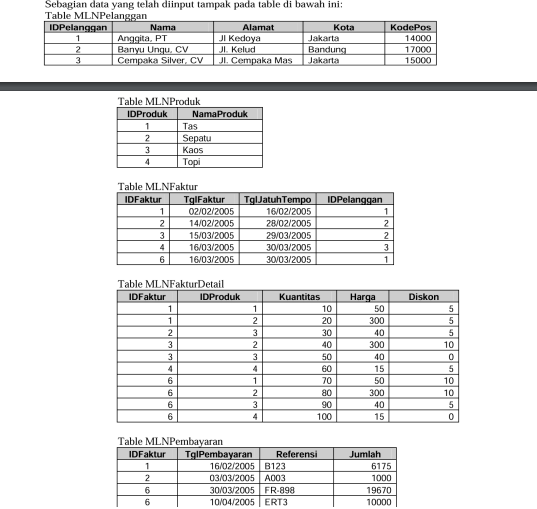 Sebagian data yang telah diinput tampak pada table di bawah ini:
Table MLNPelanggan
IDPelanggan Nama Alamat Kota KodePos
1 Anggita, PT Jl Kedoya Jakarta 14000
2 Banyu Ungu, CV Jl. Kelud Bandung 17000
3 Cempaka Silver, CV Jl. Cempaka Mas Jakarta 15000
Table MLNProduk
IDProduk NamaProduk
1 Tas
2 Sepatu
3 Kaos
4 Topi
Table MLNFaktur
IDFaktur TglFaktur TglJatuhTempo IDPelanggan
1 02/02/2005 16/02/2005 1
2 14/02/2005 28/02/2005 2
3 15/03/2005 29/03/2005 2
4 16/03/2005 30/03/2005 3
6 16/03/2005 30/03/2005 1
Table MLNFakturDetail
IDFaktur IDProduk Kuantitas Harga Diskon
1 1 10 50 5
1 2 20 300 5
2 3 30 40 5
3 2 40 300 10
3 3 50 40 0
4 4 60 15 5
6 1 70 50 10
6 2 80 300 10
6 3 90 40 5
6 4 100 15 0
Table MLNPembayaran
IDFaktur TglPembayaran Referensi Jumlah
1 16/02/2005 B123 6175
2 03/03/2005 A003 1000
6 30/03/2005 FR-898 19670
6 10/04/2005 ERT3 10000